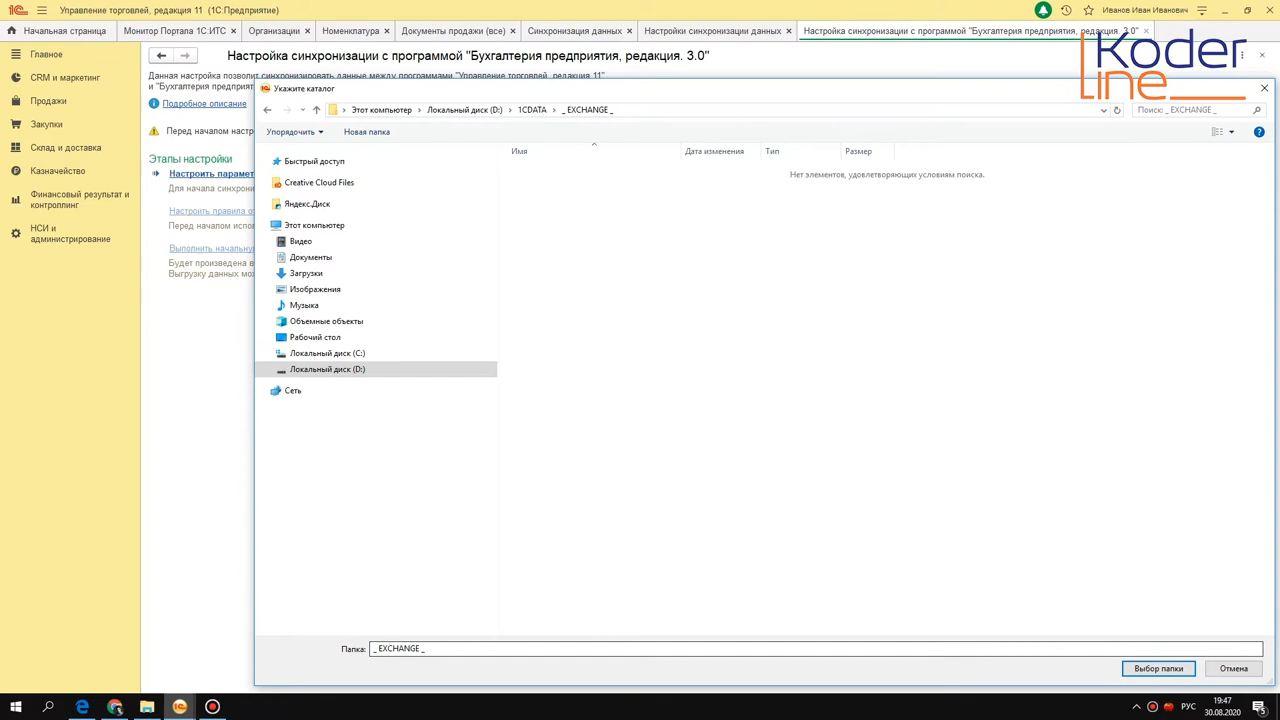 Управление торговлей, редакция 11 (1С:Предприятие)
Иванов Иван Иванович
Начальная страница
Монитор Портала 1С:ИТС ×
Организации ×
Номенклатура ×
Документы продажи (все) ×
Синхронизация данных ×
Настройки синхронизации данных ×
Настройка синхронизации с программой "Бухгалтерия предприятия, редакция. 3.0" ×
Koder
line
Главное
CRM и маркетинг
Продажи
Закупки
Склад и доставка
Казначейство
Финансовый результат и
контроллинг
НСИ и
администрирование
Настройка синхронизации с программой "Бухгалтерия предприятия, редакция. 3.0"
Данная настройка позволит синхронизировать данные между программами "Управление торговлей, редакция 11"
и "Бухгалтерия предприят
Подробное описание
Перед началом настр
Этапы настройки
Настроить парамет
Для начала синхрони
Настроить правила от
Перед началом испо
Выполнить начальну
Будет произведена в
Выгрузку данных мож
Укажите каталог
Этот компьютер
Локальный диск (D:)
1CDATA
_ EXCHANGE _
Поиск: _ EXCHANGE _
Упорядочить
Новая папка
Быстрый доступ
Creative Cloud Files
Яндекс.Диск
Этот компьютер
Видео
Документы
Загрузки
Изображения
Музыка
Объемные объекты
Рабочий стол
Локальный диск (C:)
Локальный диск (D:)
Сеть
Имя
Дата изменения
Тип
Размер
Нет элементов, удовлетворяющих условиям поиска.
Папка: _ EXCHANGE _
Выбор папки
Отмена
РУС
19:47
30.08.2020